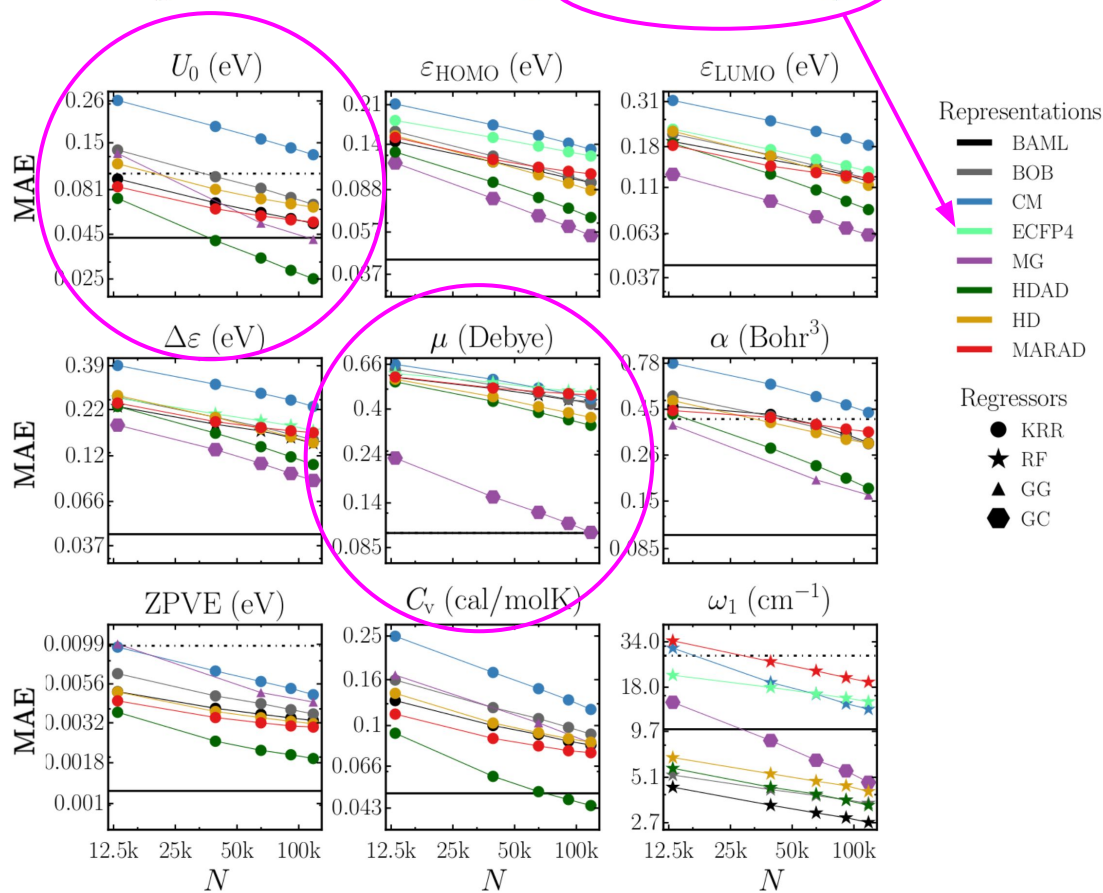 U₀ (eV) ε_HOMO (eV) ε_LUMO (eV)
MAE
0.26
0.15
0.081
0.045
0.025
0.21
0.14
0.088
0.055
0.037
0.31
0.18
0.11
0.063
0.037
Δε (eV) μ (Debye) α (Bohr³)
MAE
0.39
0.22
0.12
0.066
0.037
0.66
0.4
0.24
0.14
0.085
0.78
0.45
0.26
0.15
0.085
ZPVE (eV) C_v (cal/molK) ω₁ (cm⁻¹)
MAE
0.0099
0.0056
0.0032
0.0018
0.001
0.25
0.16
0.1
0.066
0.043
34.0
18.0
9.7
5.1
2.7
12.5k 25k 50k 100k 12.5k 25k 50k 100k 12.5k 25k 50k 100k
N N N
Representations
BAML
BOB
CM
ECFP4
MG
HDAD
HD
MARAD
Regressors
KRR
RF
GG
GC